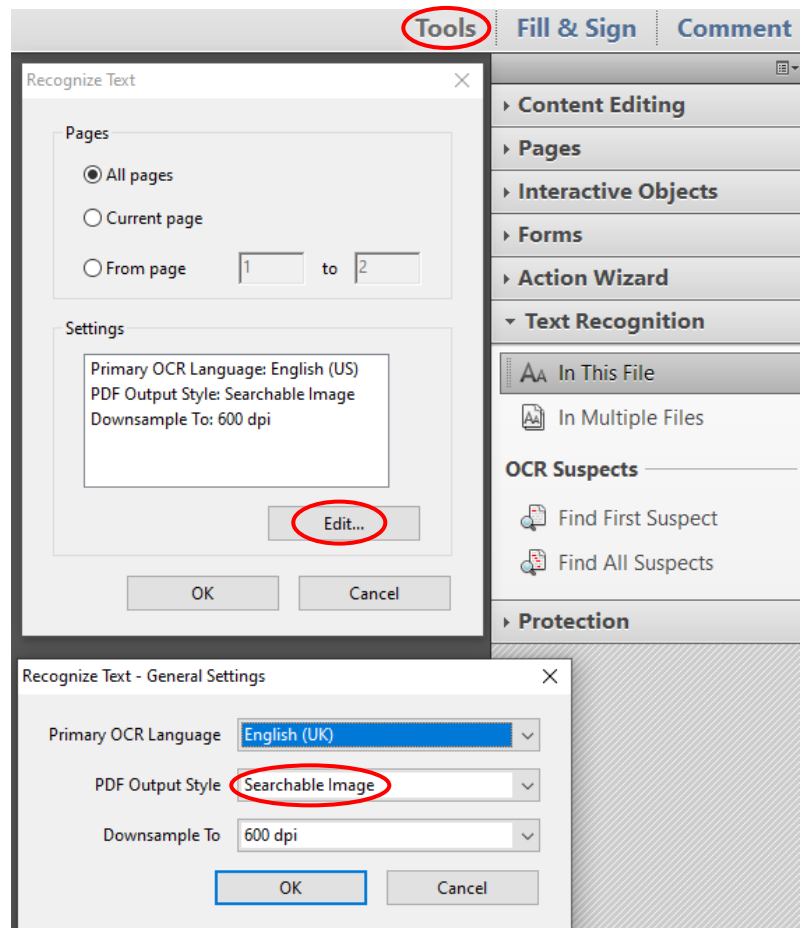 Tools Fill & Sign Comment
Recognize Text
Pages
All pages
Current page
From page 1 to 2
Settings
Primary OCR Language: English (US)
PDF Output Style: Searchable Image
Downsample To: 600 dpi
Edit...
OK Cancel
Content Editing
Pages
Interactive Objects
Forms
Action Wizard
Text Recognition
In This File
In Multiple Files
OCR Suspects
Find First Suspect
Find All Suspects
Protection
Recognize Text - General Settings
Primary OCR Language English (UK)
PDF Output Style Searchable Image
Downsample To 600 dpi
OK Cancel